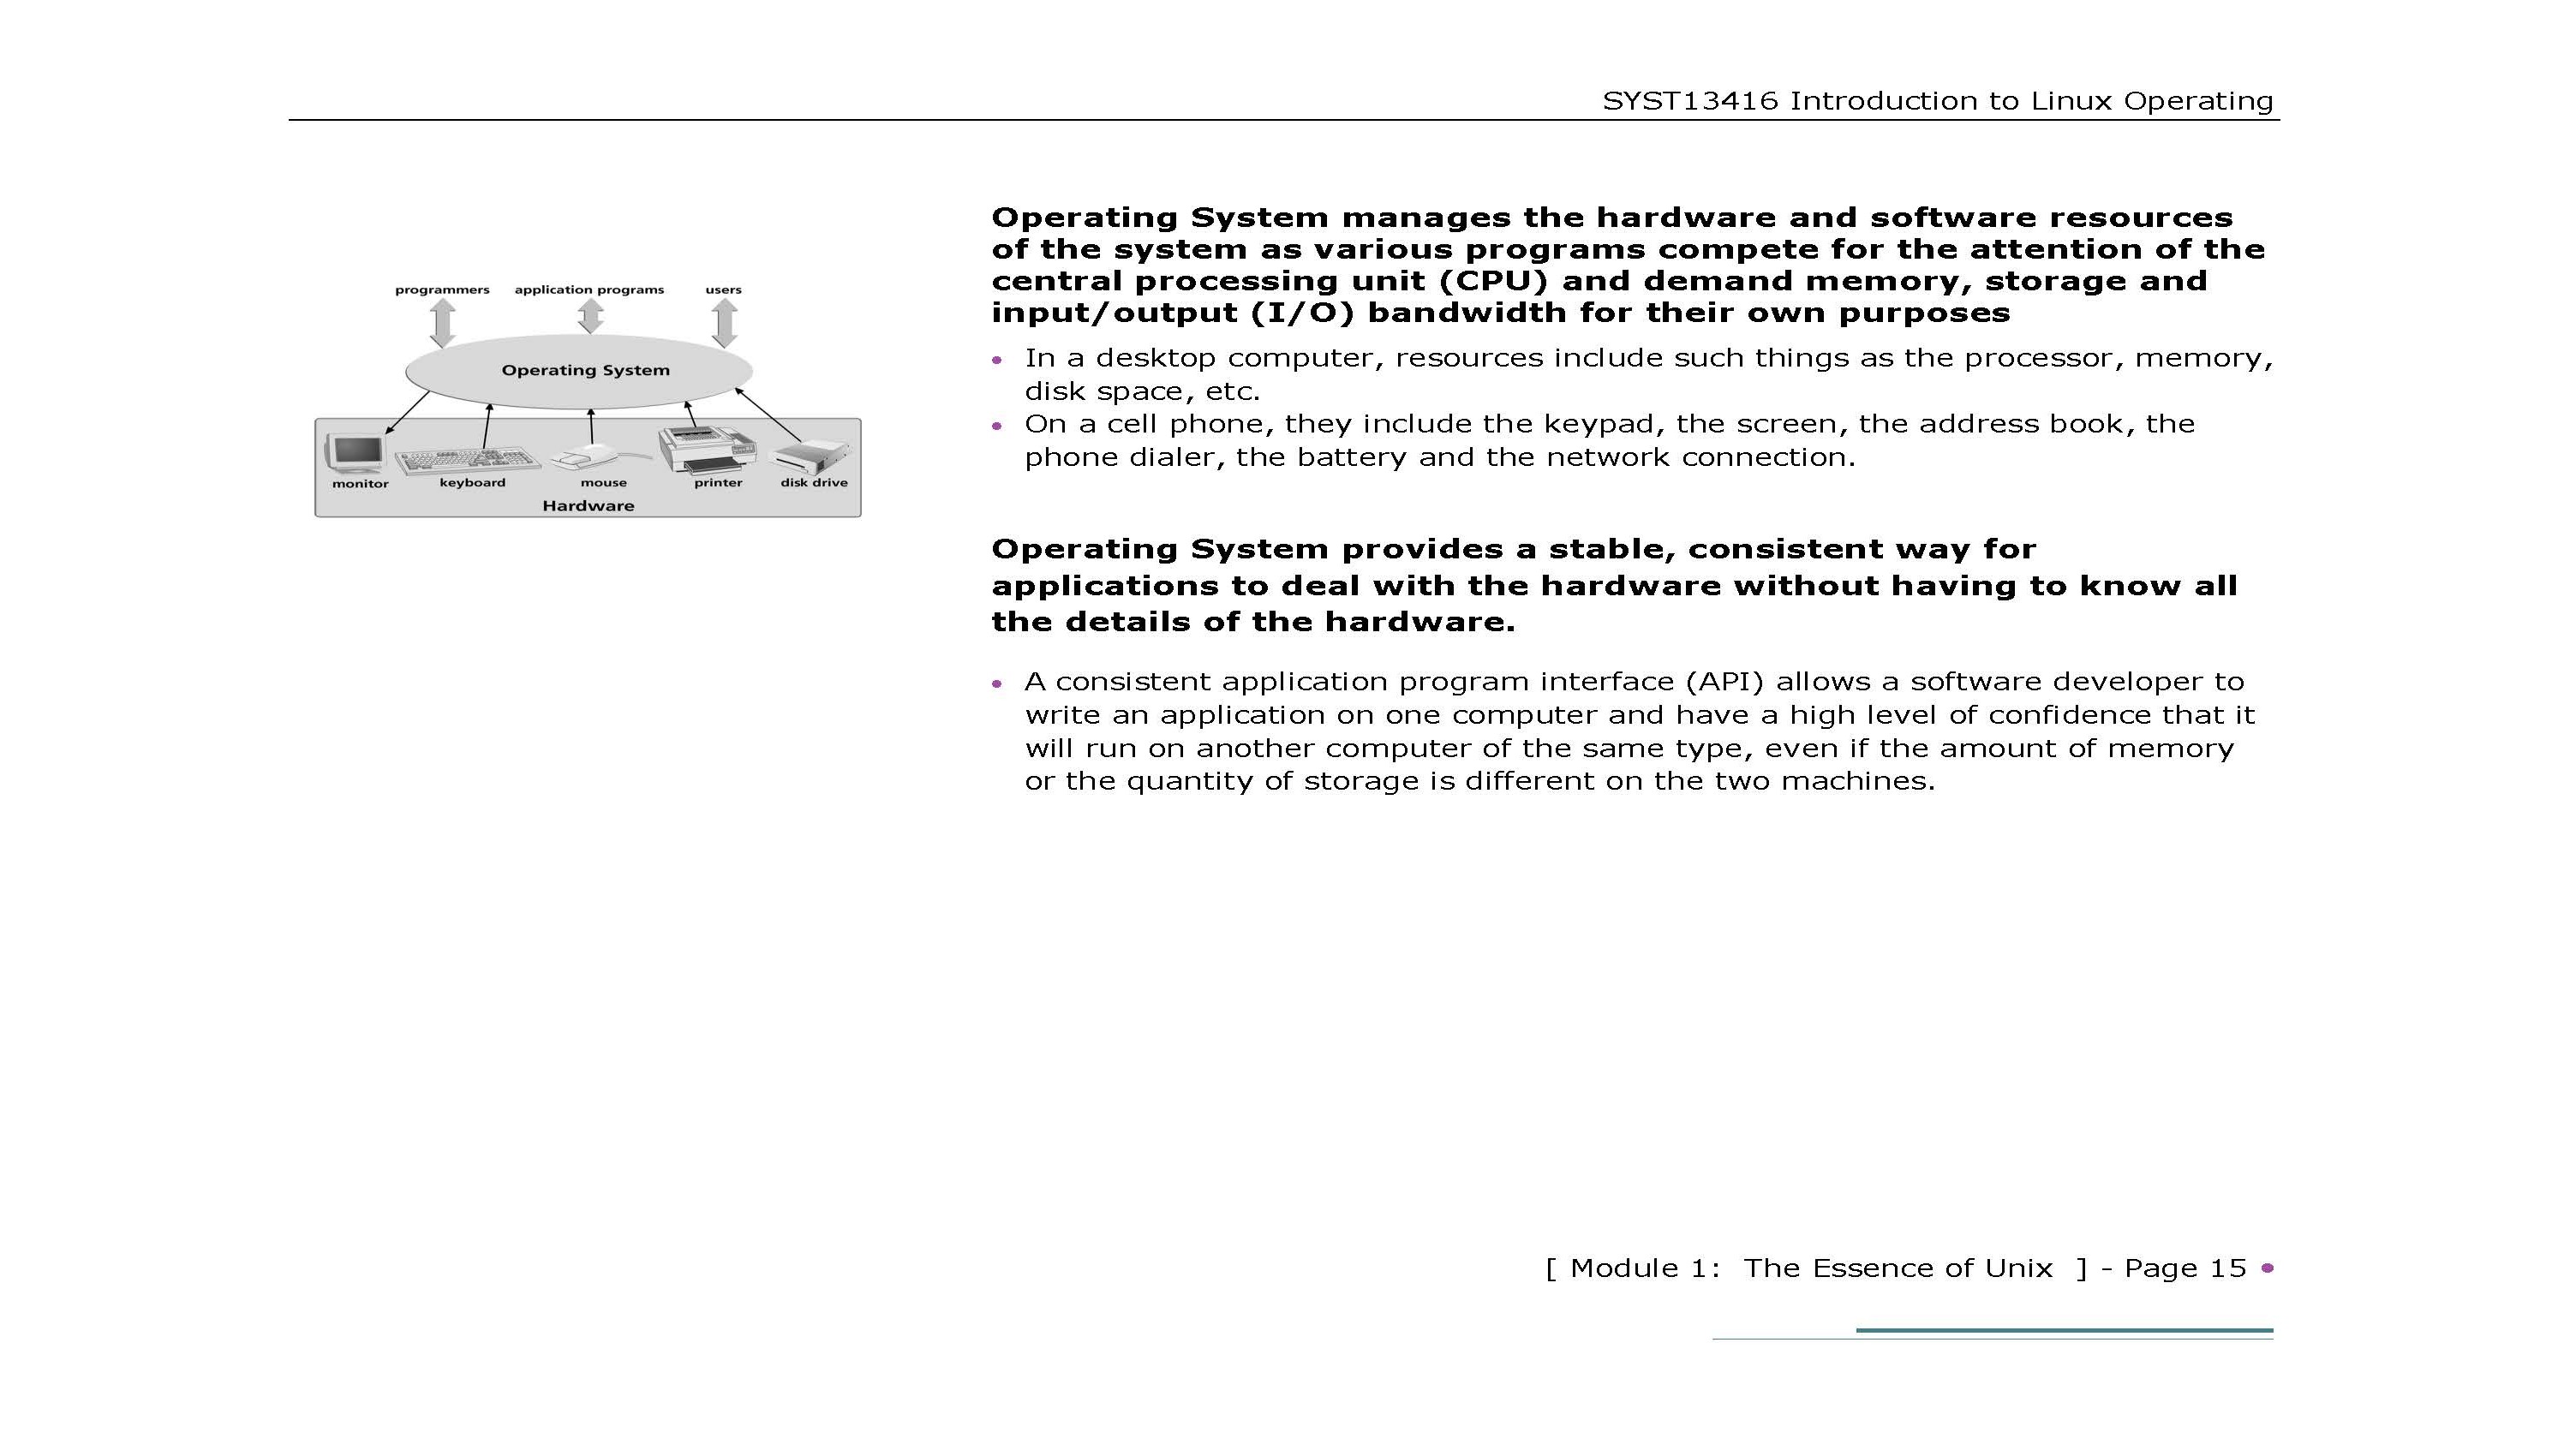 SYST13416 Introduction to Linux Operating
programmers application programs users
Operating System
monitor keyboard mouse printer disk drive
Hardware
Operating System manages the hardware and software resources
of the system as various programs compete for the attention of the
central processing unit (CPU) and demand memory, storage and
input/output (I/O) bandwidth for their own purposes
• In a desktop computer, resources include such things as the processor, memory,
disk space, etc.
• On a cell phone, they include the keypad, the screen, the address book, the
phone dialer, the battery and the network connection.
Operating System provides a stable, consistent way for
applications to deal with the hardware without having to know all
the details of the hardware.
• A consistent application program interface (API) allows a software developer to
write an application on one computer and have a high level of confidence that it
will run on another computer of the same type, even if the amount of memory
or the quantity of storage is different on the two machines.
[ Module 1: The Essence of Unix ] - Page 15 •